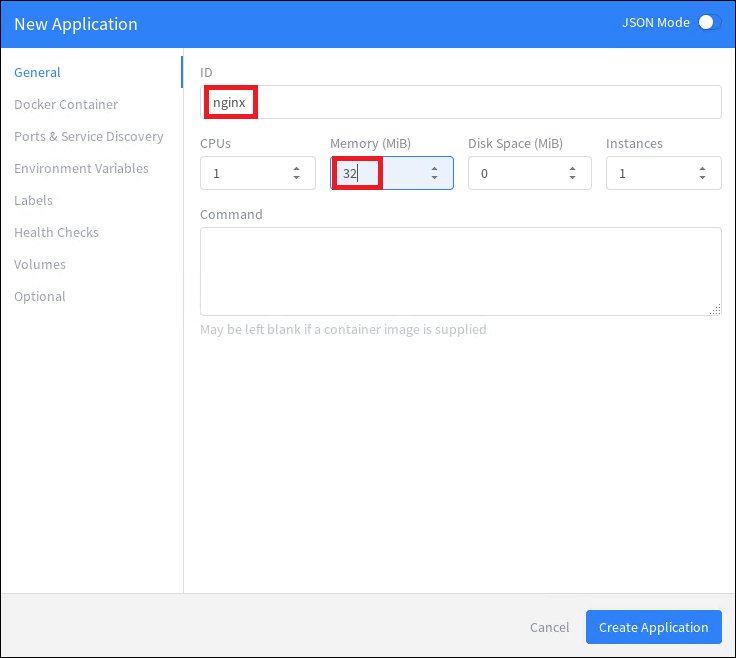 New Application
JSON Mode
General
Docker Container
Ports & Service Discovery
Environment Variables
Labels
Health Checks
Volumes
Optional
ID
nginx
CPUs Memory (MiB) Disk Space (MiB) Instances
1 32 0 1
Command
May be left blank if a container image is supplied
Cancel Create Application